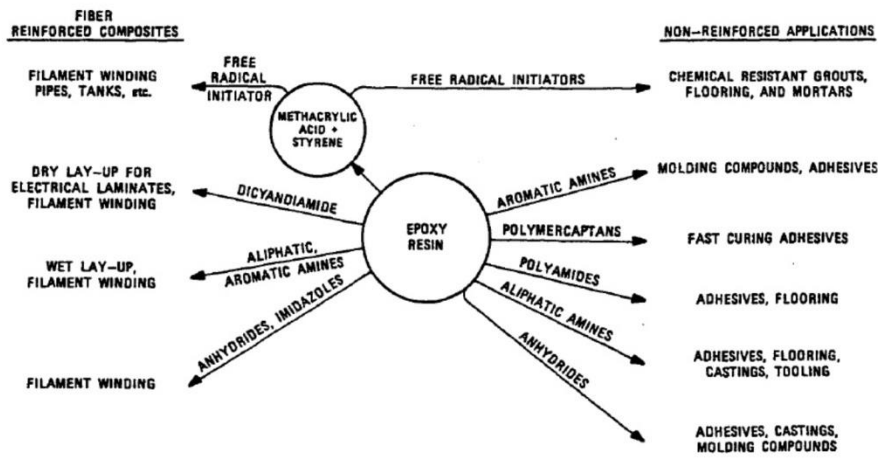 FIBER
REINFORCED COMPOSITES
NON-REINFORCED APPLICATIONS
FILAMENT WINDING
PIPES, TANKS, etc.
FREE
RADICAL
INITIATOR
FREE RADICAL INITIATORS
CHEMICAL RESISTANT GROUTS,
FLOORING, AND MORTARS
METHACRYLIC
ACID +
STYRENE
DRY LAY-UP FOR
ELECTRICAL LAMINATES,
FILAMENT WINDING
DICYANDIAMIDE
EPOXY
RESIN
AROMATIC AMINES
MOLDING COMPOUNDS, ADHESIVES
POLYMERCAPTANS
FAST CURING ADHESIVES
WET LAY-UP,
FILAMENT WINDING
ALIPHATIC,
AROMATIC AMINES
POLYAMIDES
ADHESIVES, FLOORING
ALIPHATIC AMINES
ADHESIVES, FLOORING,
CASTINGS, TOOLING
FILAMENT WINDING
ANHYDRIDES, IMIDAZOLES
ANHYDRIDES
ADHESIVES, CASTINGS,
MOLDING COMPOUNDS